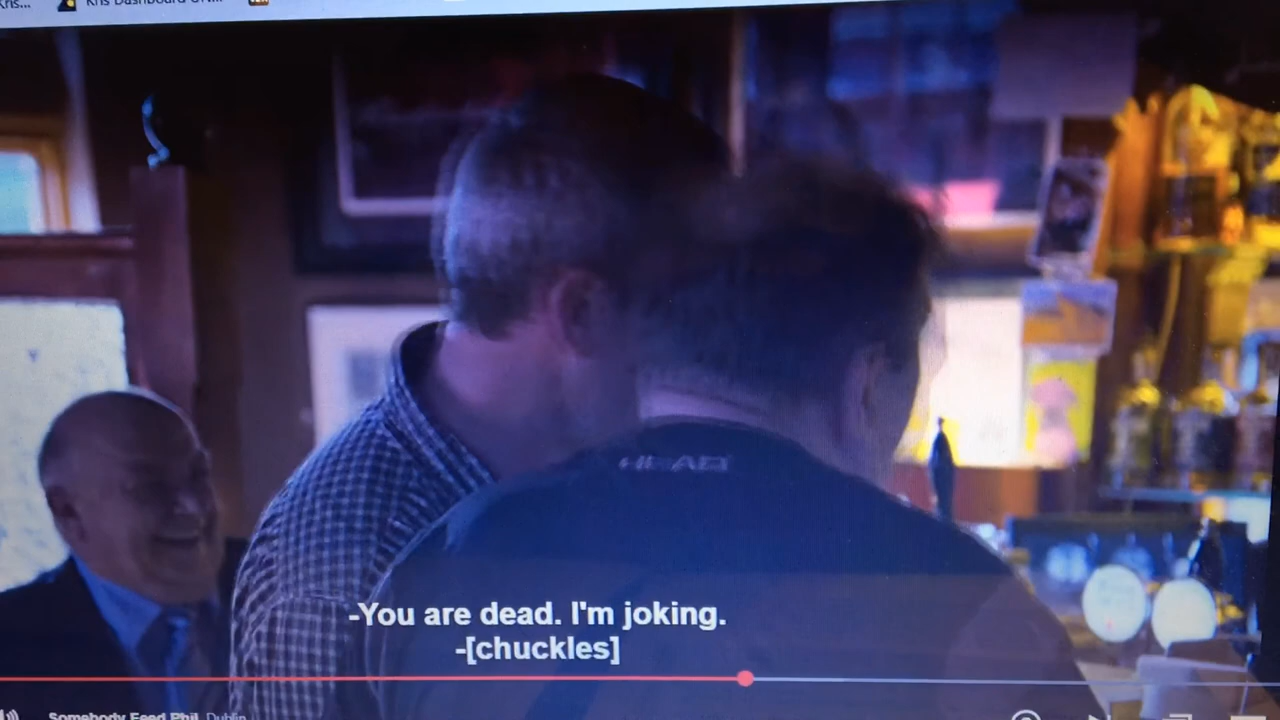 Kris Dashboard
-You are dead. I'm joking.
-[chuckles]
HEAD
Somebody Feed Phil Dublin